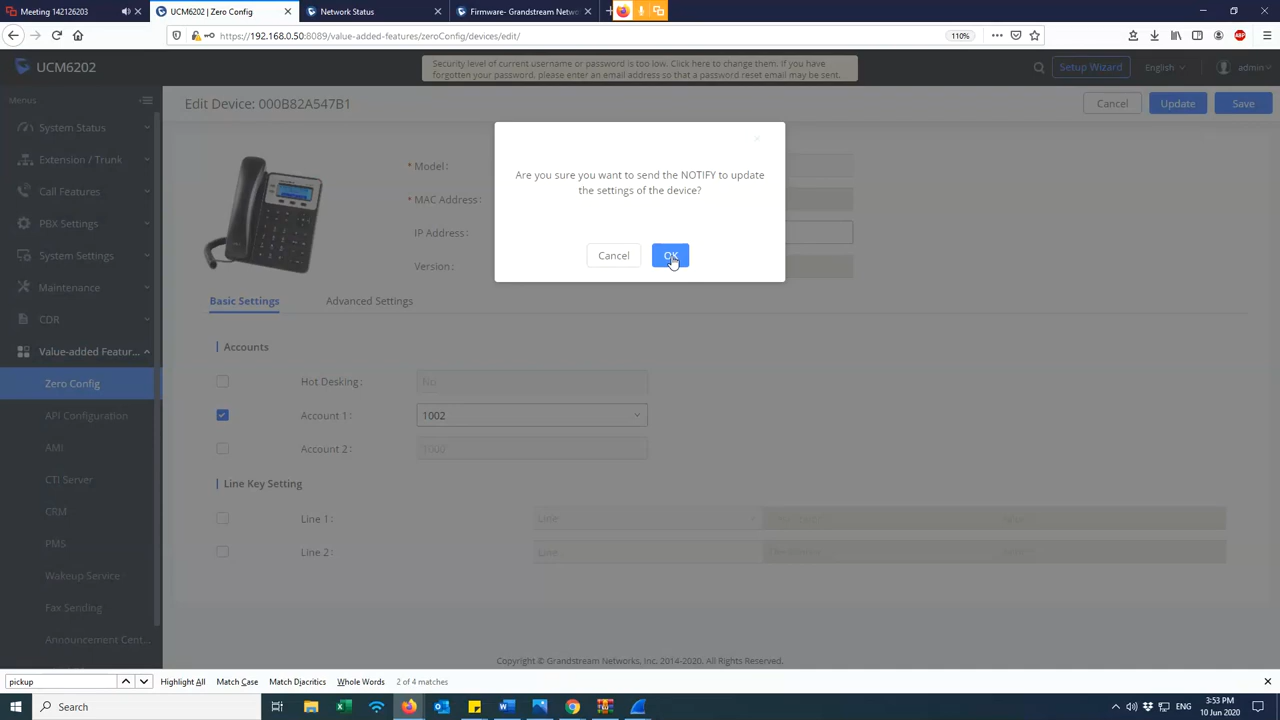 Meeting 142126203
UCM6202 | Zero Config
Network Status
Firmware- Grandstream Netwo
https://192.168.0.50:8089/value-added-features/zeroConfig/devices/edit/
110%
ABP
UCM6202
Security level of current username or password is too low. Click here to change them. If you have
forgotten your password, please enter an email address so that a password reset email may be sent.
Setup Wizard
English
admin
Menus
Edit Device: 000B82A547B1
Cancel
Update
Save
System Status
Extension / Trunk
Call Features
PBX Settings
System Settings
Maintenance
CDR
Value-added Featur...
Zero Config
API Configuration
AMI
CTI Server
CRM
PMS
Wakeup Service
Fax Sending
Announcement Cent...
* Model :
* MAC Address :
IP Address :
Version :
Are you sure you want to send the NOTIFY to update
the settings of the device?
Cancel
OK
Basic Settings
Advanced Settings
Accounts
Hot Desking :
No
Account 1 :
1002
Account 2 :
1000
Line Key Setting
Line 1 :
Line
Line 2 :
Line
Copyright © Grandstream Networks, Inc. 2014-2020. All Rights Reserved.
pickup
Highlight All
Match Case
Match Diacritics
Whole Words
2 of 4 matches
Search
ENG
3:53 PM
10 Jun 2020